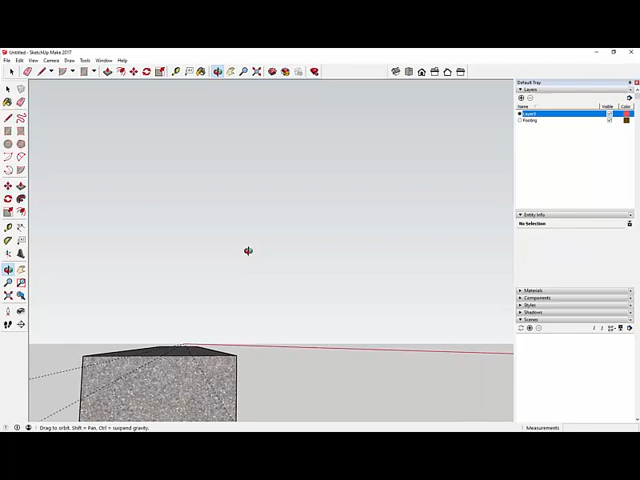 Untitled - SketchUp Make 2017
File Edit View Camera Draw Tools Window Help
Default Tray
Layers
Name Visible Color
Layer0
Footing
Entity Info
No Selection
Materials
Components
Styles
Shadows
Scenes
Drag to orbit. Shift = Pan, Ctrl = suspend gravity.
Measurements